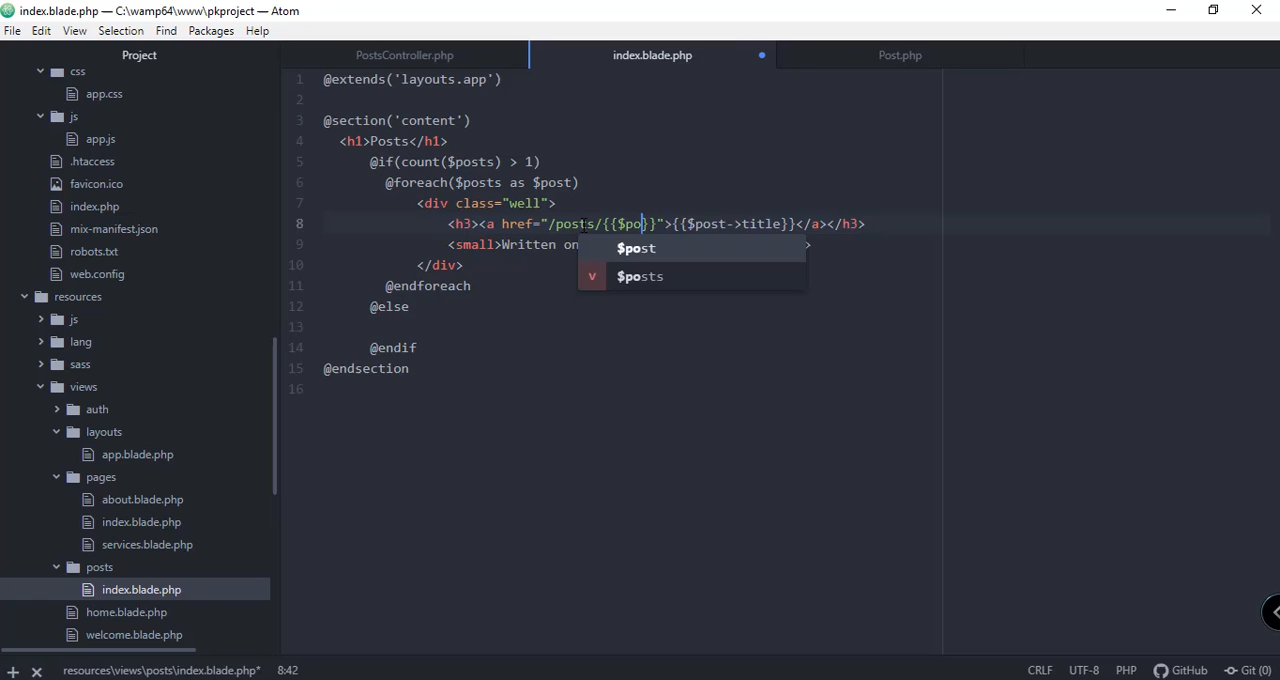 index.blade.php — C:\wamp64\www\pkproject — Atom
File Edit View Selection Find Packages Help
Project
css
app.css
js
app.js
.htaccess
favicon.ico
index.php
mix-manifest.json
robots.txt
web.config
resources
js
lang
sass
views
auth
layouts
app.blade.php
pages
about.blade.php
index.blade.php
services.blade.php
posts
index.blade.php
home.blade.php
welcome.blade.php
PostsController.php index.blade.php Post.php
1 @extends('layouts.app')
2
3 @section('content')
4 <h1>Posts</h1>
5 @if(count($posts) > 1)
6 @foreach($posts as $post)
7 <div class="well">
8 <h3><a href="/posts/{{$po}}">{{$post->title}}</a></h3>
9 <small>Written on >
$post
v $posts
10 </div>
11 @endforeach
12 @else
13
14 @endif
15 @endsection
16
resources\views\posts\index.blade.php* 8:42 CRLF UTF-8 PHP GitHub Git (0)